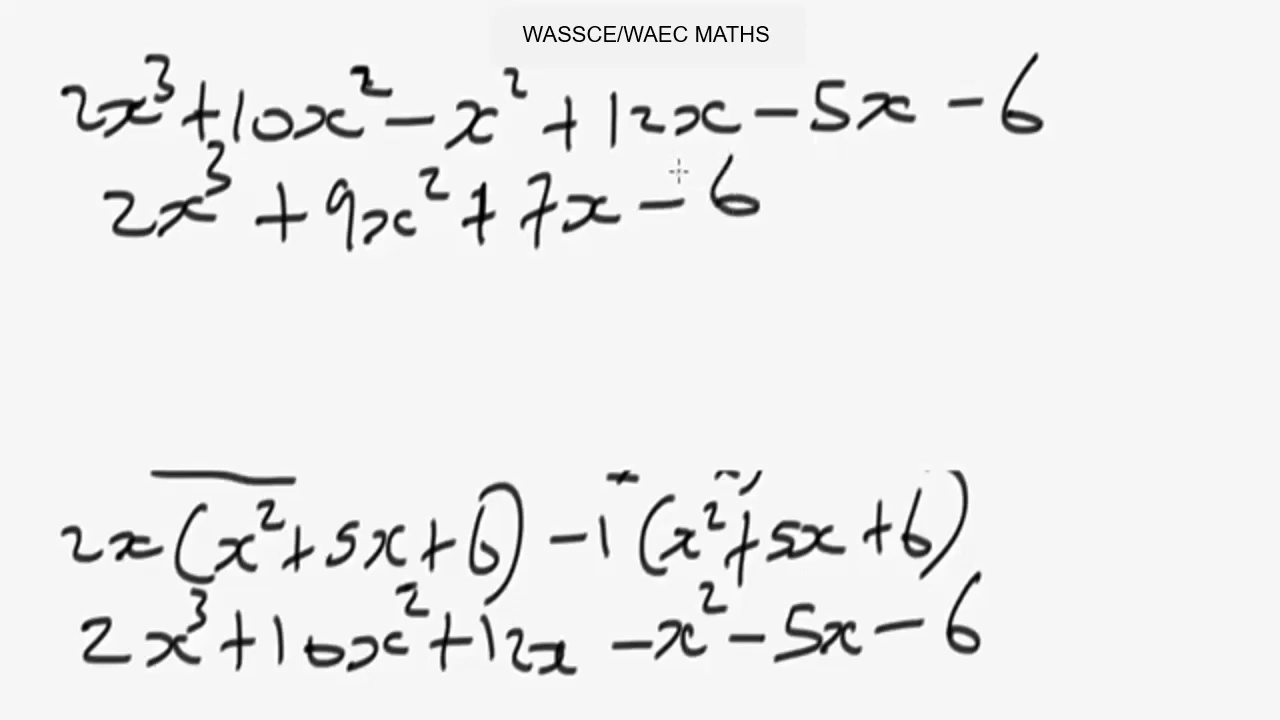 WASSCE/WAEC MATHS
2x³+10x²-x²+12x-5x-6
2x³+9x²+7x-6
2x(x²+5x+6)-1(x²+5x+6)
2x³+10x²+12x-x²-5x-6